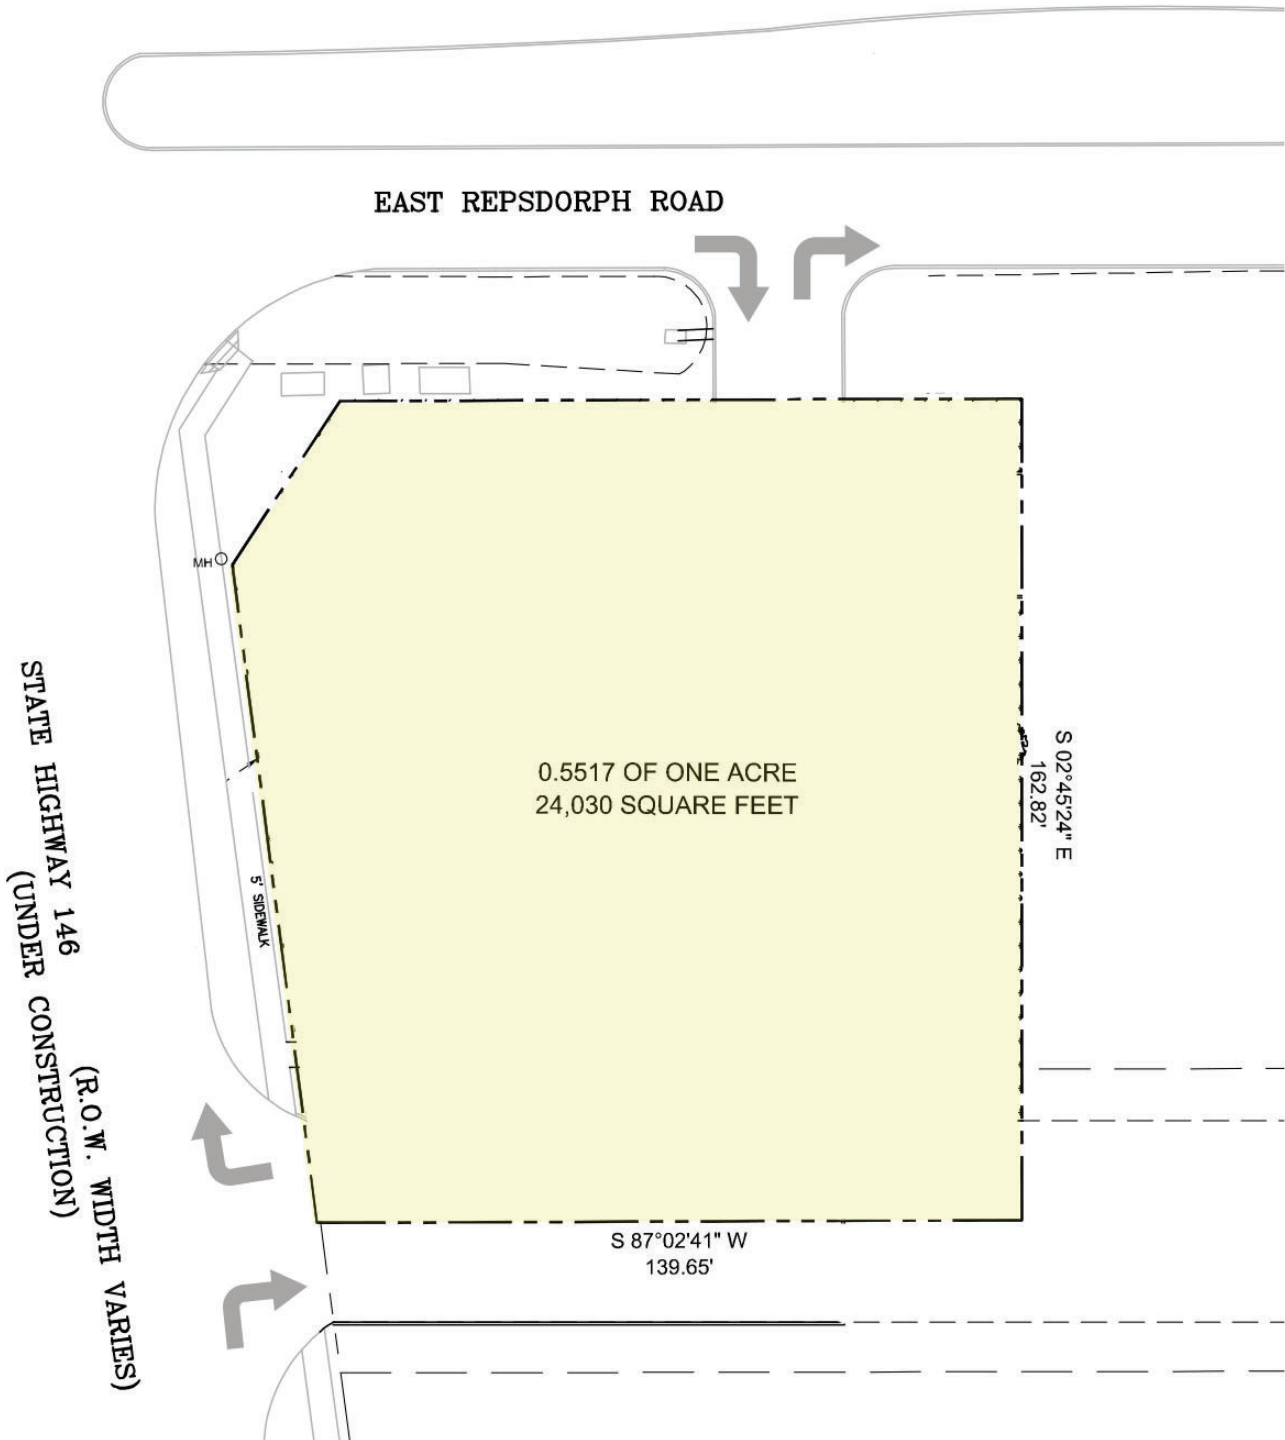 EAST REPSDORPH ROAD
MH
0.5517 OF ONE ACRE
24,030 SQUARE FEET
S 02°45'24" E
162.82'
5' SIDEWALK
STATE HIGHWAY 146 (R.O.W. WIDTH VARIES)
(UNDER CONSTRUCTION)
S 87°02'41" W
139.65'